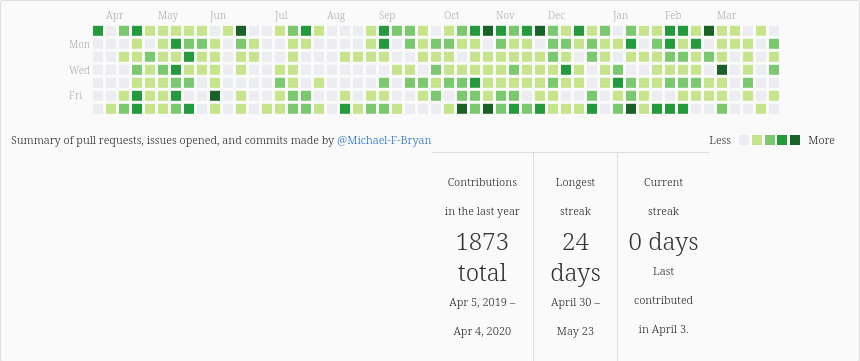 Apr May Jun Jul Aug Sep Oct Nov Dec Jan Feb Mar
Mon
Wed
Fri
Summary of pull requests, issues opened, and commits made by @Michael-F-Bryan
Less More
Contributions
in the last year
1873
total
Apr 5, 2019 –
Apr 4, 2020
Longest
streak
24
days
April 30 –
May 23
Current
streak
0 days
Last
contributed
in April 3.